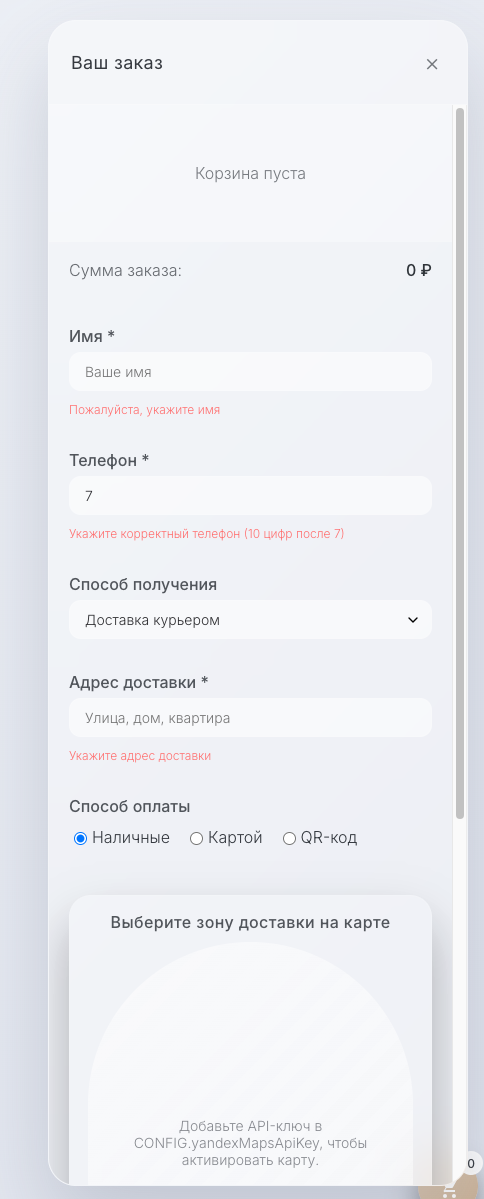 Ваш заказ
Корзина пуста
Сумма заказа: 0 ₽
Имя *
Ваше имя
Пожалуйста, укажите имя
Телефон *
7
Укажите корректный телефон (10 цифр после 7)
Способ получения
Доставка курьером
Адрес доставки *
Улица, дом, квартира
Укажите адрес доставки
Способ оплаты
Наличные Картой QR-код
Выберите зону доставки на карте
Добавьте API-ключ в
CONFIG.yandexMapsApiKey, чтобы
активировать карту.
0